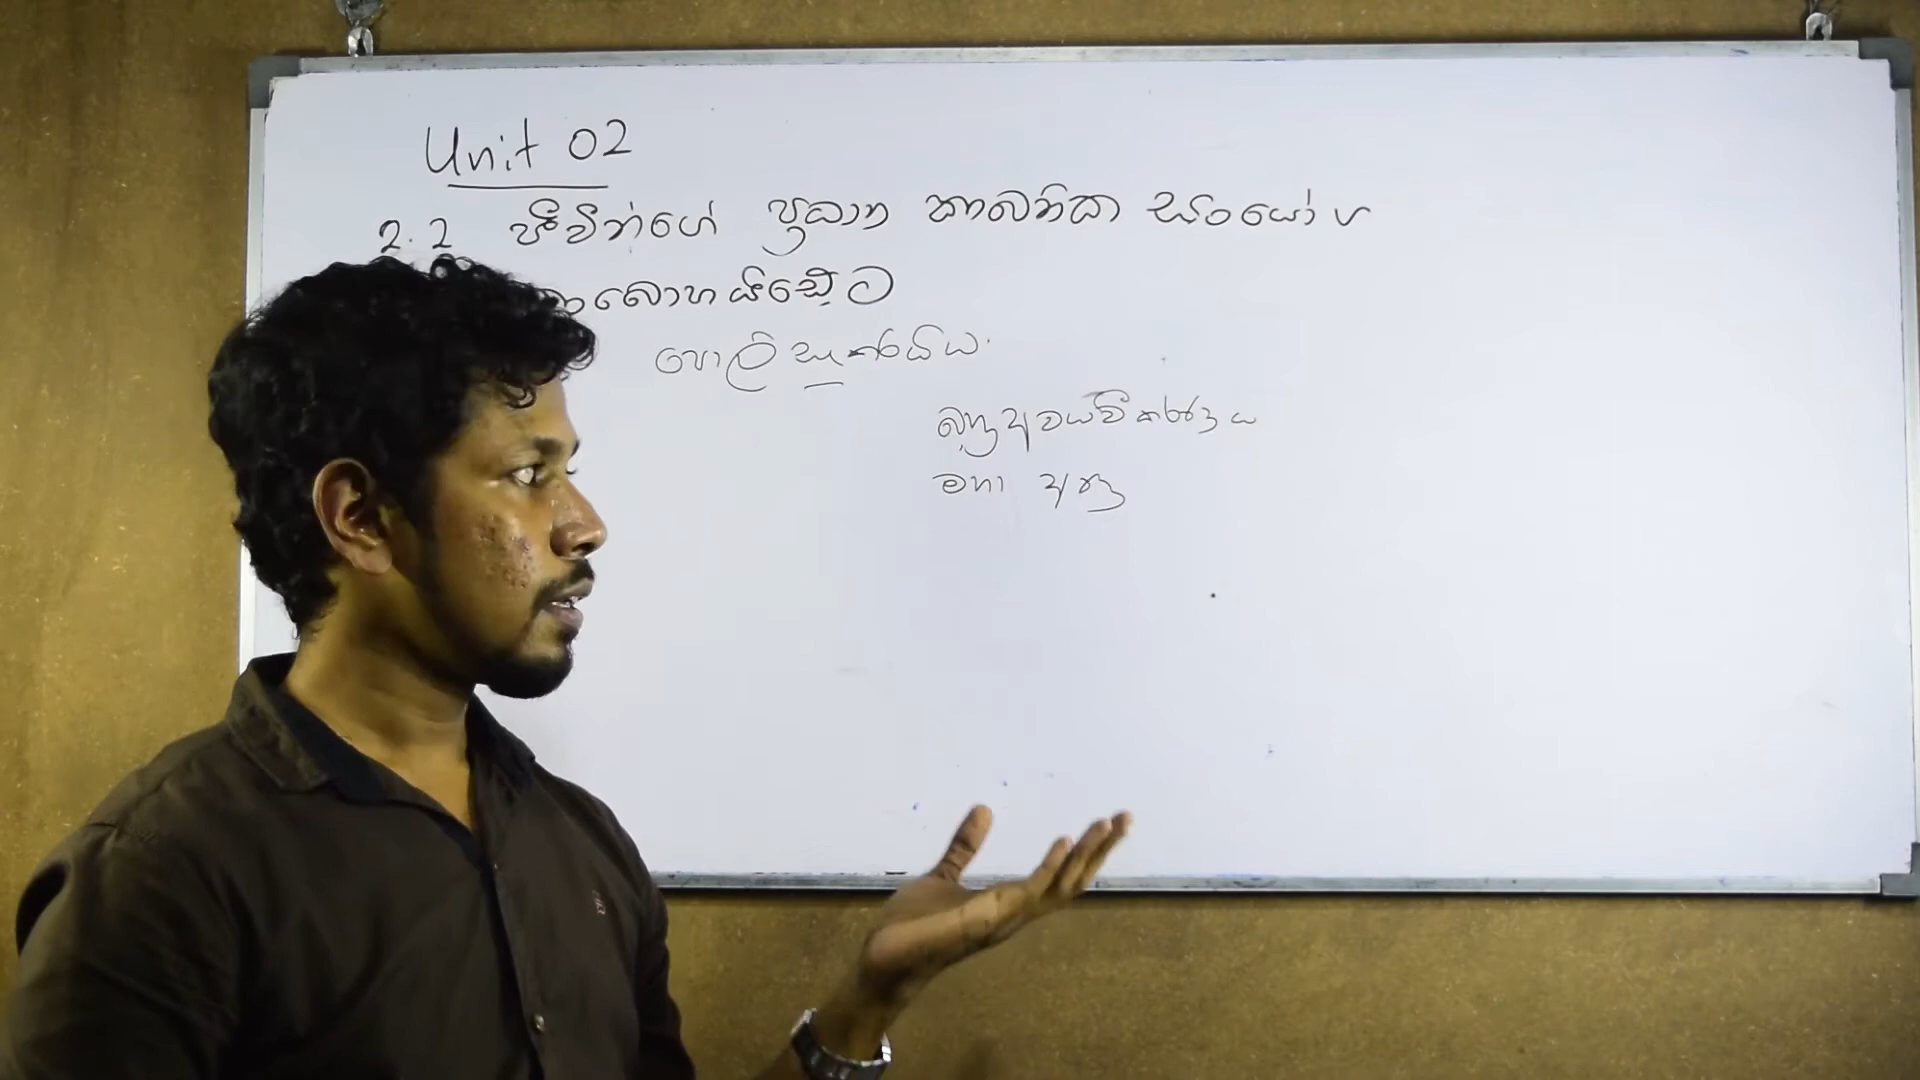 Unit 02
2.2 ජීවීන්ගේ ප්‍රධාන කාබනික සංයෝග
බොහයිඩ්‍රේට
පොලිසැකරයිඩ
බහුඅවයවීකරණය
මහා අණු